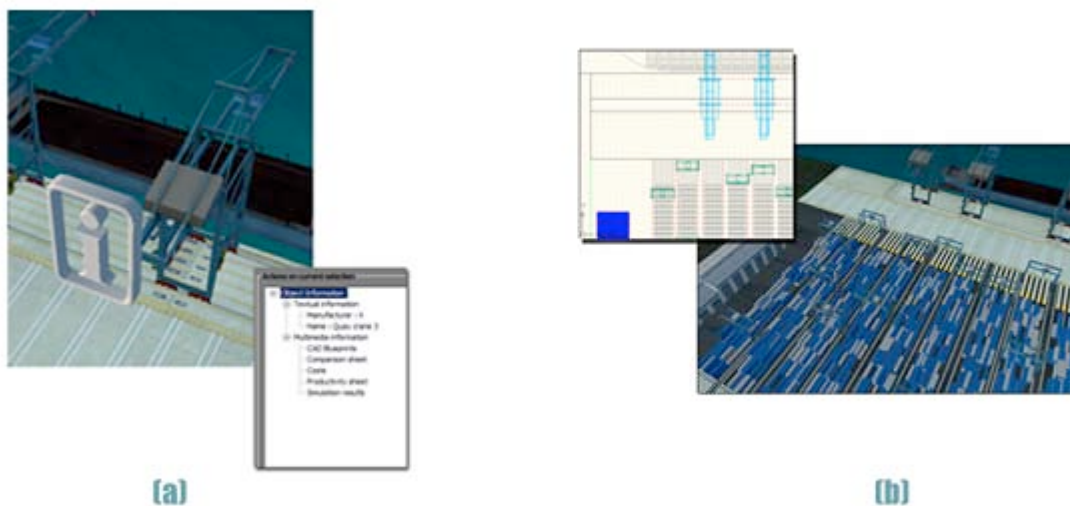 Actions on current selection
Object Information
Textual information
Manufacturer : X
Name : Quay crane 3
Multimedia information
CAD Blueprints
Comparison sheet
Costs
Productivity sheet
Simulation results
(a)
(b)